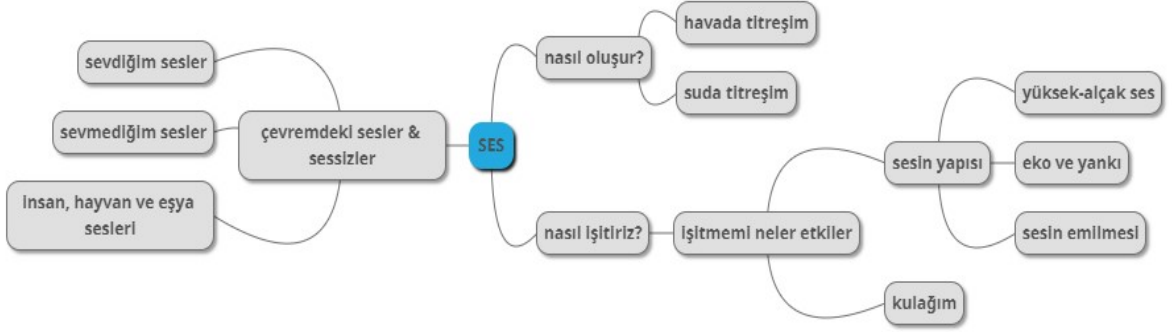 sevdiğim sesler
sevmediğim sesler
insan, hayvan ve eşya
sesleri
çevremdeki sesler &
sessizler
SES
nasıl oluşur?
havada titreşim
suda titreşim
nasıl işitiriz?
işitmemi neler etkiler
sesin yapısı
yüksek-alçak ses
eko ve yankı
sesin emilmesi
kulağım